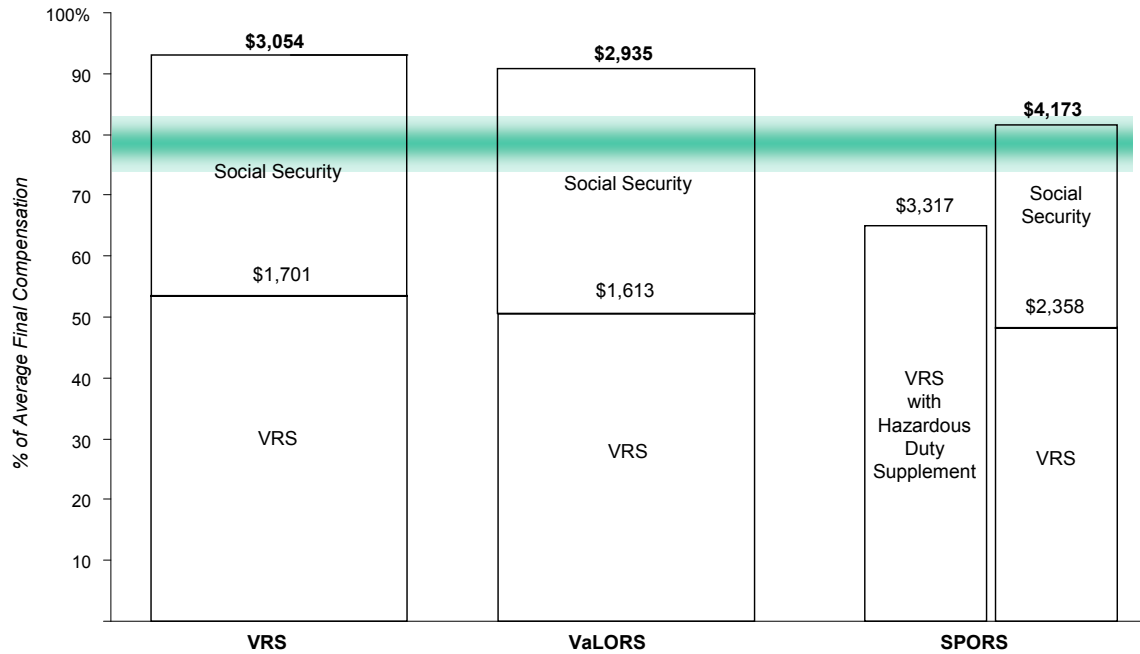 100%
90
80
70
60
50
40
30
20
10
% of Average Final Compensation
$3,054
Social Security
$1,701
VRS
$2,935
Social Security
$1,613
VRS
$3,317
VRS
with
Hazardous
Duty
Supplement
$4,173
Social
Security
$2,358
VRS
VRS
VaLORS
SPORS